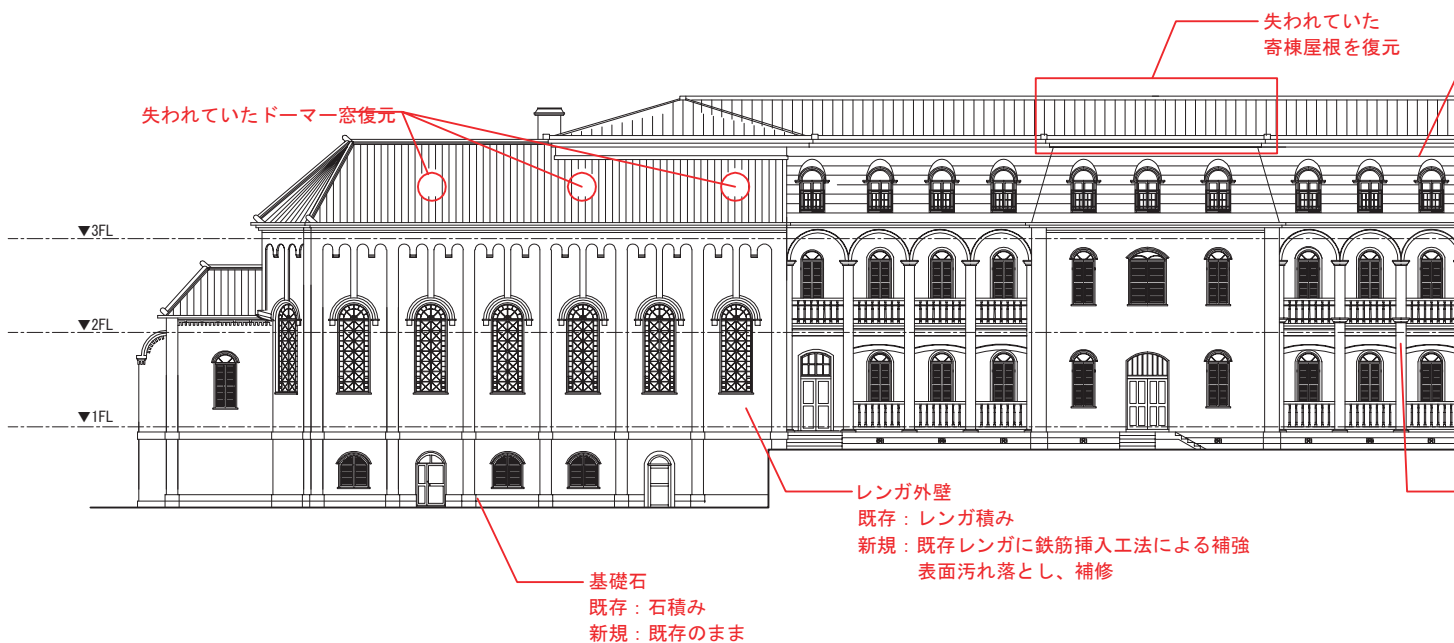 失われていた
寄棟屋根を復元
失われていたドーマー窓復元
▼3FL
▼2FL
▼1FL
レンガ外壁
既存：レンガ積み
新規：既存レンガに鉄筋挿入工法による補強
表面汚れ落とし、補修
基礎石
既存：石積み
新規：既存のまま